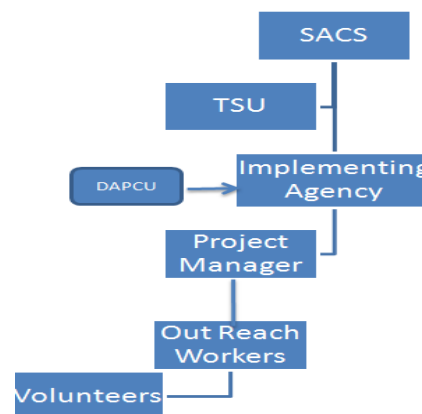 SACS
TSU
Implementing
Agency
DAPCU
Project
Manager
Out Reach
Workers
Volunteers